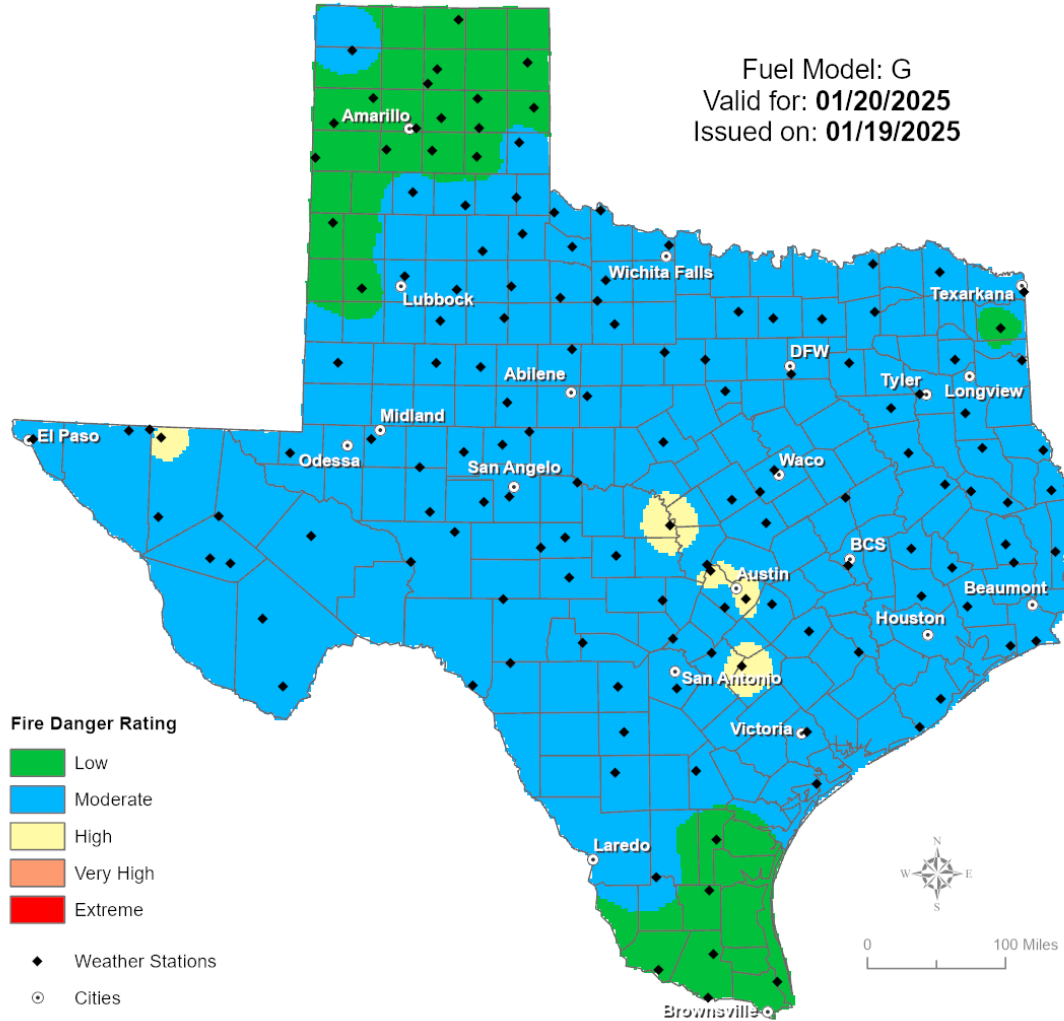 Fuel Model: G
Valid for: 01/20/2025
Issued on: 01/19/2025
Amarillo
Wichita Falls
Lubbock
Texarkana
DFW
Abilene
Tyler
Longview
Midland
El Paso
Odessa
San Angelo
Waco
BCS
Austin
Beaumont
Houston
San Antonio
Victoria
Laredo
Brownsville
Fire Danger Rating
Low
Moderate
High
Very High
Extreme
Weather Stations
Cities
N
W E
S
0 100 Miles